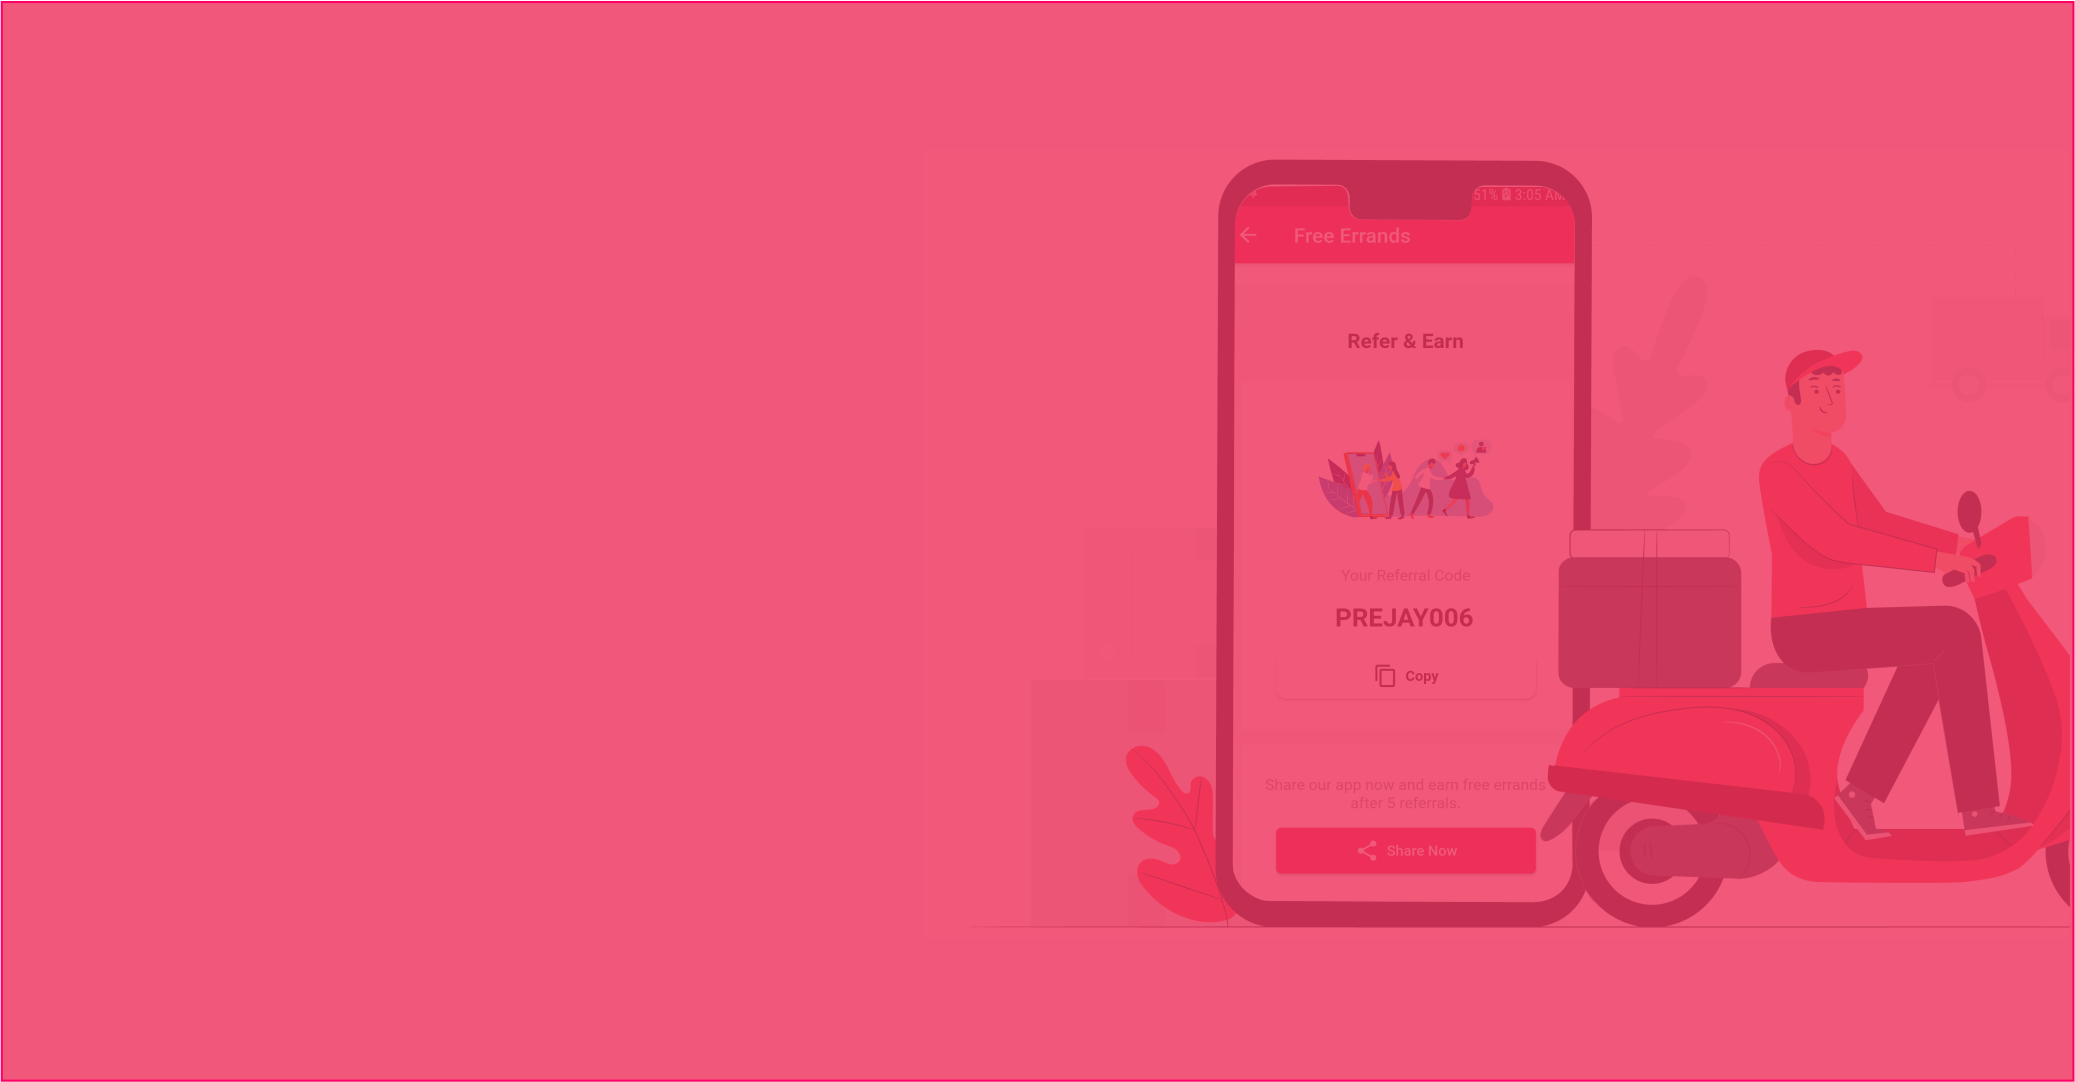 51% 3:05 AM
Free Errands
Refer & Earn
Your Referral Code
PREJAY006
Copy
Share our app now and earn free errands
after 5 referrals.
Share Now